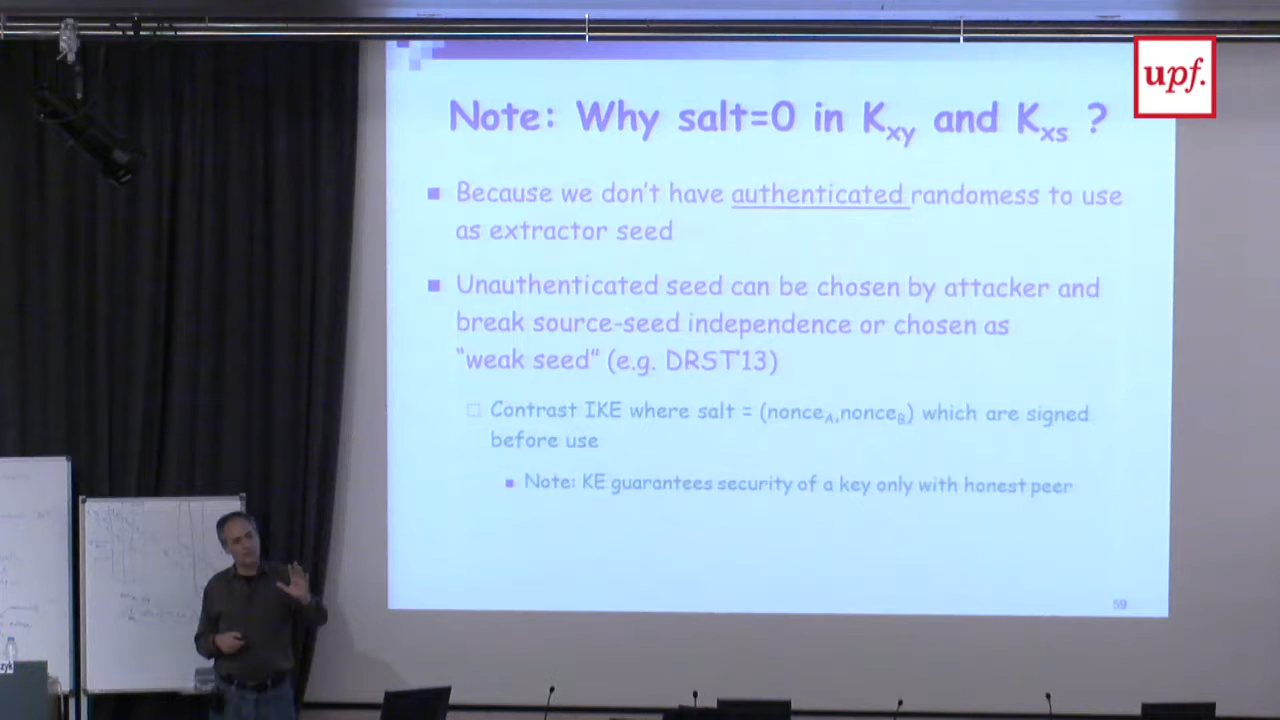 upf.
Note: Why salt=0 in Kxy and Kxs ?
Because we don't have authenticated randomess to use
as extractor seed
Unauthenticated seed can be chosen by attacker and
break source-seed independence or chosen as
"weak seed" (e.g. DRST'13)
Contrast IKE where salt = (nonceA,nonceB) which are signed
before use
Note: KE guarantees security of a key only with honest peer
59